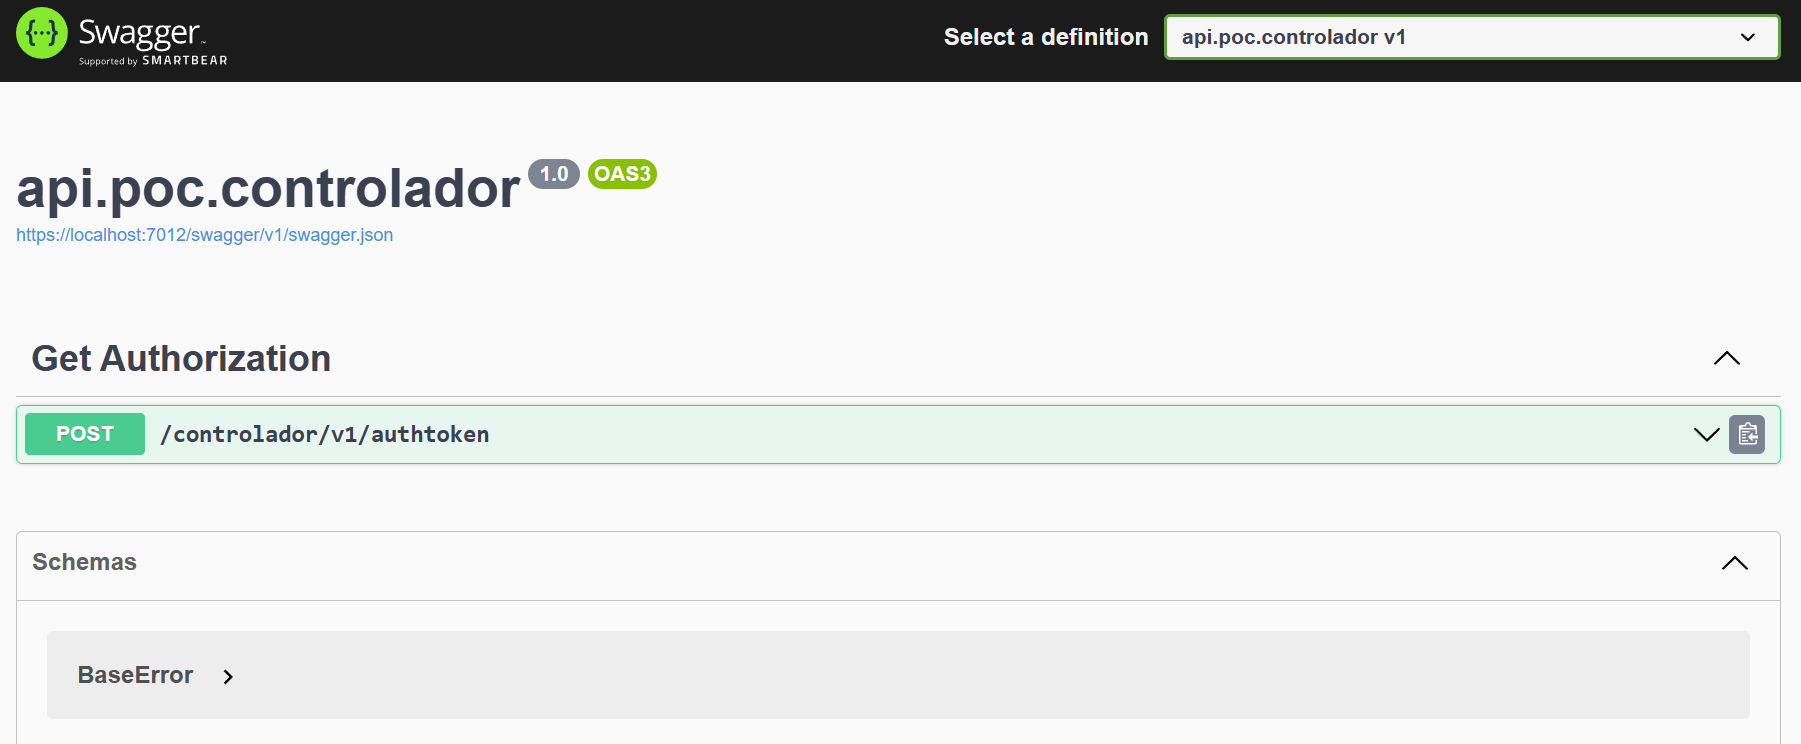 Swagger
Supported by SMARTBEAR
Select a definition
api.poc.controlador v1
api.poc.controlador 1.0 OAS3
https://localhost:7012/swagger/v1/swagger.json
Get Authorization
POST /controlador/v1/authtoken
Schemas
BaseError